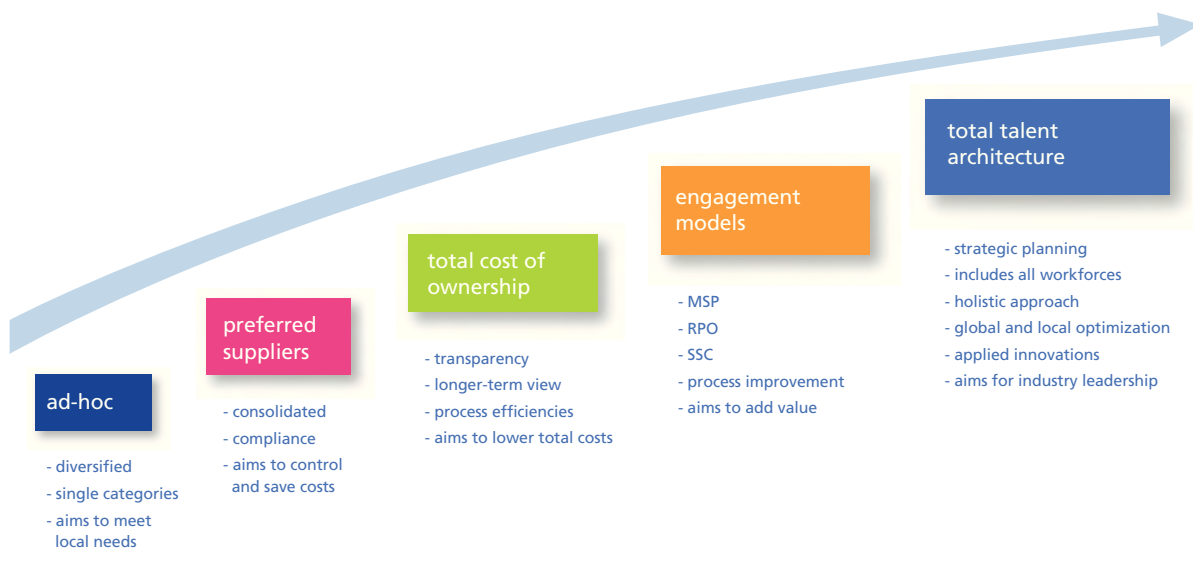 ad-hoc
- diversified
- single categories
- aims to meet
local needs
preferred
suppliers
- consolidated
- compliance
- aims to control
and save costs
total cost of
ownership
- transparency
- longer-term view
- process efficiencies
- aims to lower total costs
engagement
models
- MSP
- RPO
- SSC
- process improvement
- aims to add value
total talent
architecture
- strategic planning
- includes all workforces
- holistic approach
- global and local optimization
- applied innovations
- aims for industry leadership